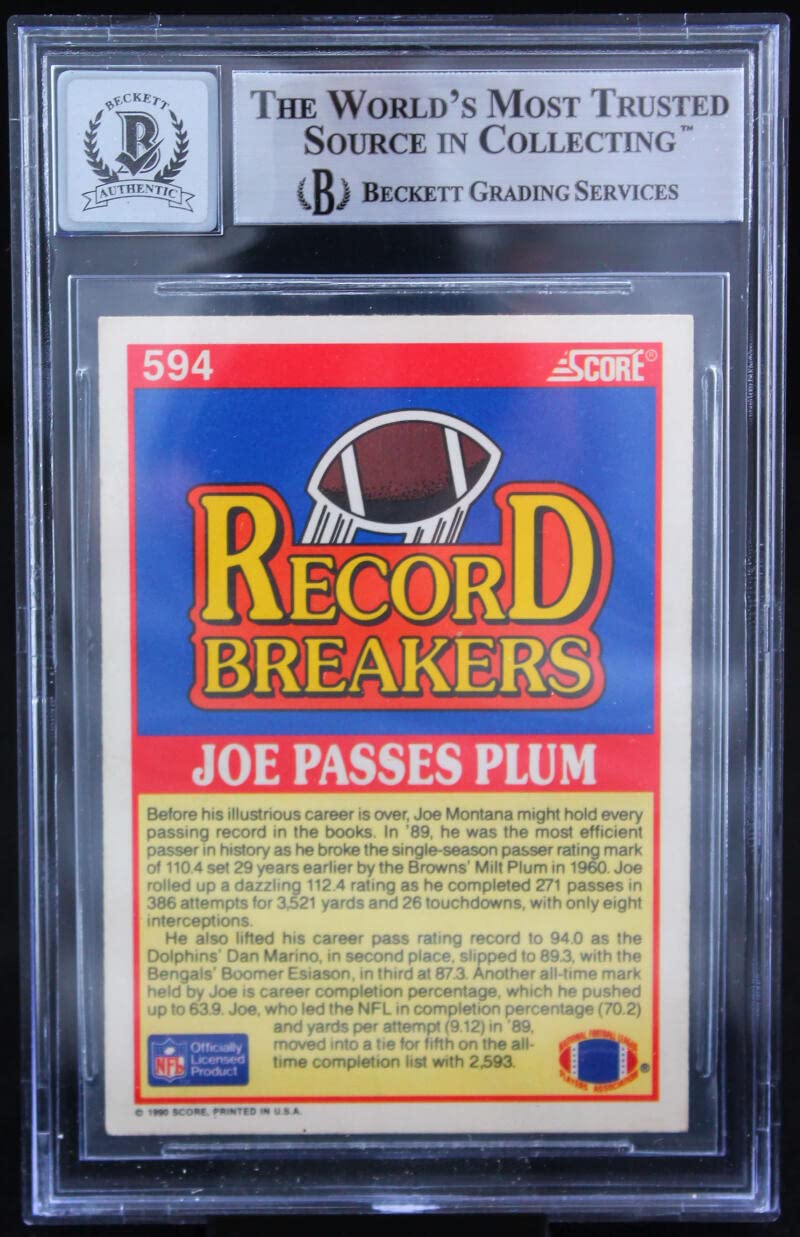 BECKETT
B
AUTHENTIC
THE WORLD'S MOST TRUSTED
SOURCE IN COLLECTING™
B BECKETT GRADING SERVICES
594
SCORE®
RECORD
BREAKERS
JOE PASSES PLUM
Before his illustrious career is over, Joe Montana might hold every
passing record in the books. In '89, he was the most efficient
passer in history as he broke the single-season passer rating mark
of 110.4 set 29 years earlier by the Browns' Milt Plum in 1960. Joe
rolled up a dazzling 112.4 rating as he completed 271 passes in
386 attempts for 3,521 yards and 26 touchdowns, with only eight
interceptions.
He also lifted his career pass rating record to 94.0 as the
Dolphins' Dan Marino, in second place, slipped to 89.3, with the
Bengals' Boomer Esiason, in third at 87.3. Another all-time mark
held by Joe is career completion percentage, which he pushed
up to 63.9. Joe, who led the NFL in completion percentage (70.2)
and yards per attempt (9.12) in '89,
moved into a tie for fifth on the all-
time completion list with 2,593.
NFL
Officially
Licensed
Product
NATIONAL FOOTBALL LEAGUE
PLAYERS ASSOCIATION
®
© 1990 SCORE, PRINTED IN U.S.A.